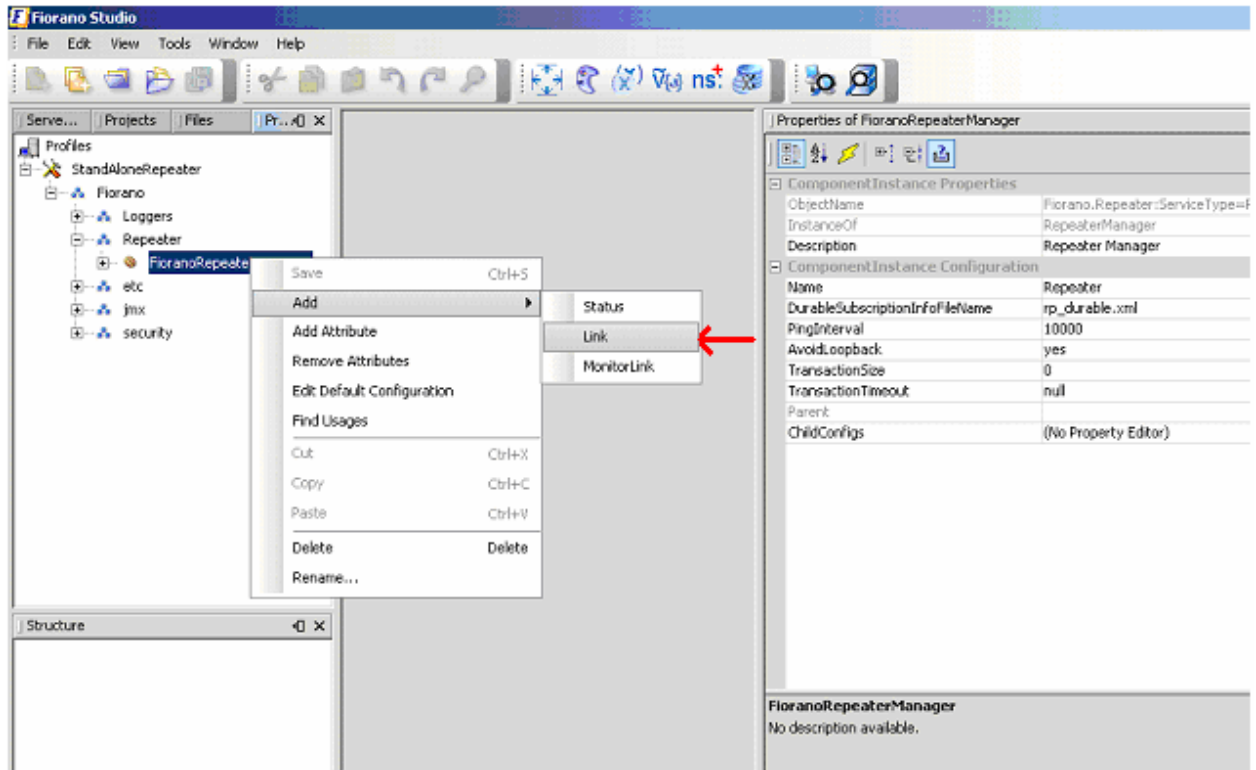 Fiorano Studio
File Edit View Tools Window Help
ns:
Serve... Projects Files Pr...
Profiles
StandAloneRepeater
Fiorano
Loggers
Repeater
FioranoRepeate
etc
jmx
security
Save Ctrl+S
Add
Add Attribute
Remove Attributes
Edit Default Configuration
Find Usages
Cut Ctrl+X
Copy Ctrl+C
Paste Ctrl+V
Delete Delete
Rename...
Status
Link
MonitorLink
Structure
Properties of FioranoRepeaterManager
ComponentInstance Properties
ObjectName Fiorano.Repeater:ServiceType=
InstanceOf RepeaterManager
Description Repeater Manager
ComponentInstance Configuration
Name Repeater
DurableSubscriptionInfoFileName rp_durable.xml
PingInterval 10000
AvoidLoopback yes
TransactionSize 0
TransactionTimeout null
Parent
ChildConfigs (No Property Editor)
FioranoRepeaterManager
No description available.